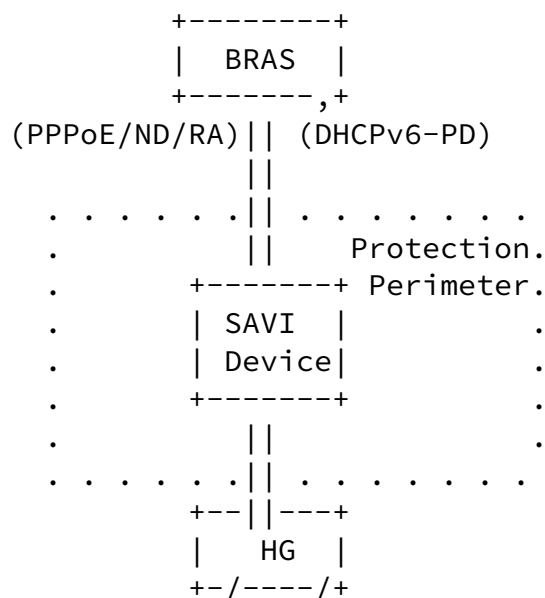 BRAS
(PPPoE/ND/RA)|| (DHCPv6-PD)
Protection
Perimeter
SAVI
Device
HG